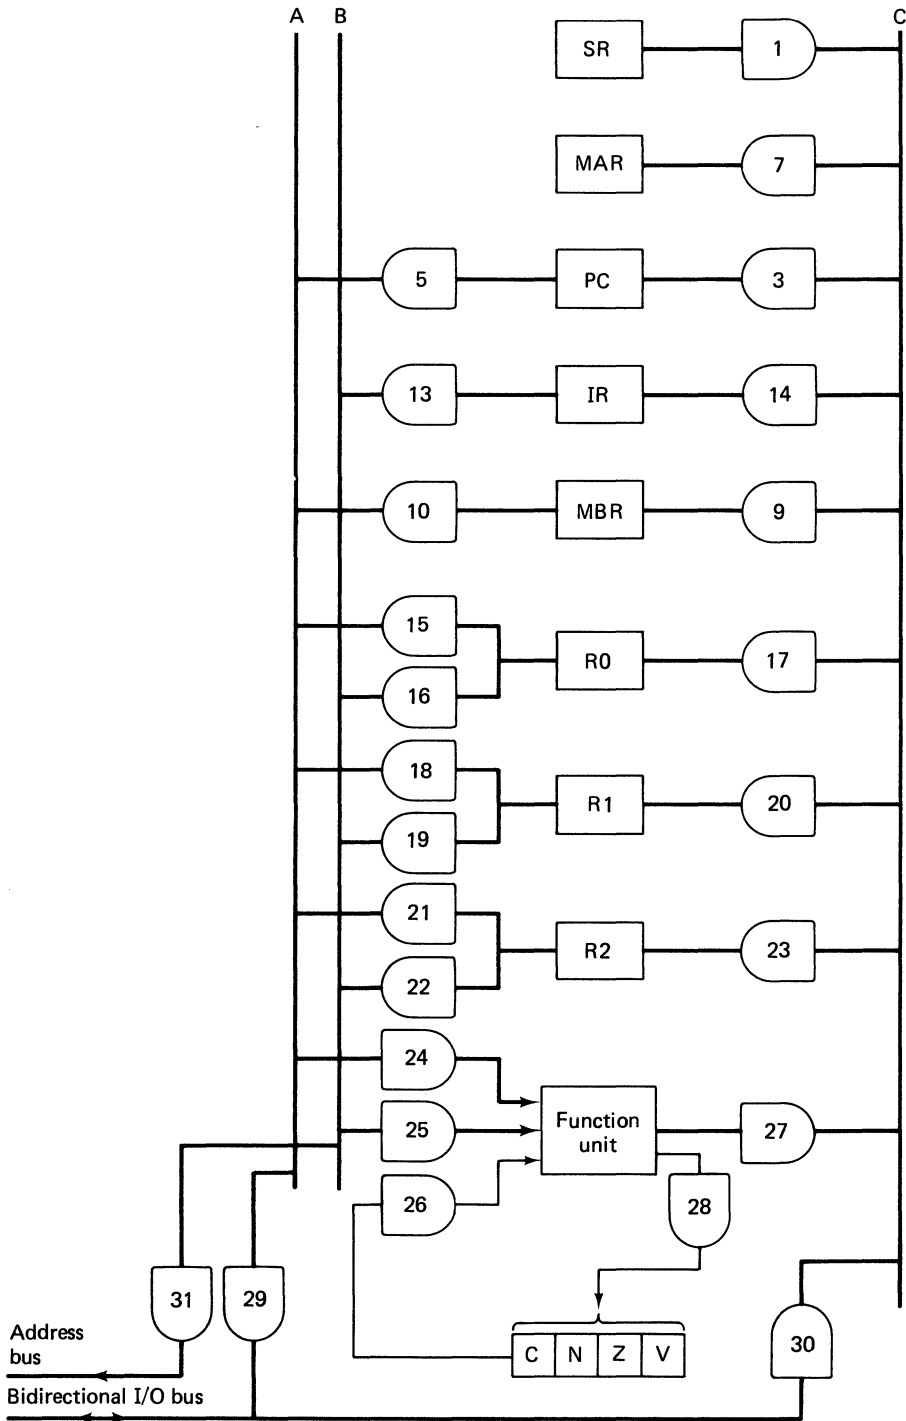 A B C
SR 1
MAR 7
5 PC 3
13 IR 14
10 MBR 9
15
R0 17
16
18
R1 20
19
21
R2 23
22
24
Function
unit
25 27
26 28
31 29
Address
bus
30
C N Z V
Bidirectional I/O bus